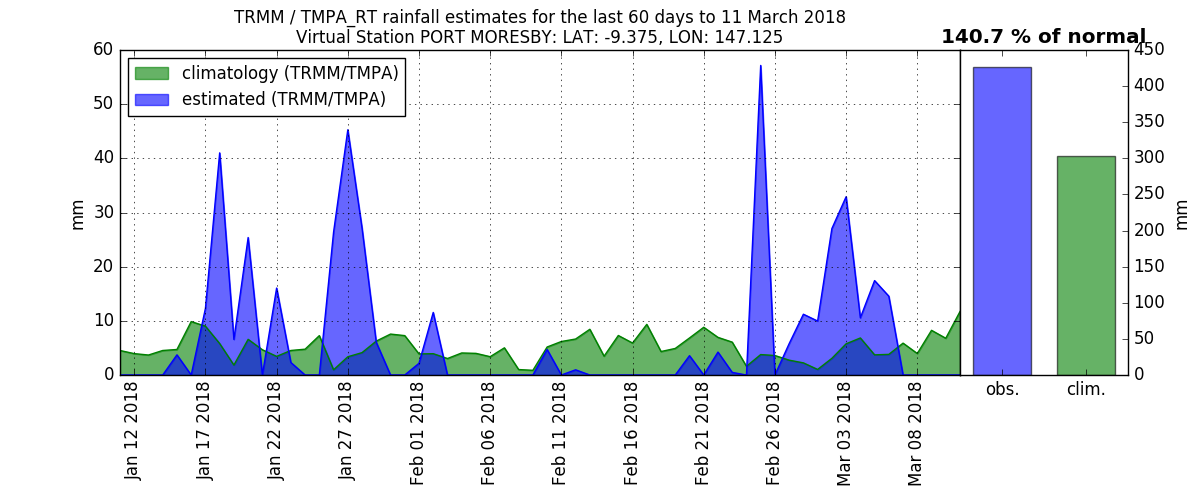 TRMM / TMPA_RT rainfall estimates for the last 60 days to 11 March 2018
Virtual Station PORT MORESBY: LAT: -9.375, LON: 147.125
140.7 % of normal
climatology (TRMM/TMPA)
estimated (TRMM/TMPA)
60
50
40
30
20
10
0
mm
450
400
350
300
250
200
150
100
50
0
mm
Jan 12 2018
Jan 17 2018
Jan 22 2018
Jan 27 2018
Feb 01 2018
Feb 06 2018
Feb 11 2018
Feb 16 2018
Feb 21 2018
Feb 26 2018
Mar 03 2018
Mar 08 2018
obs.
clim.